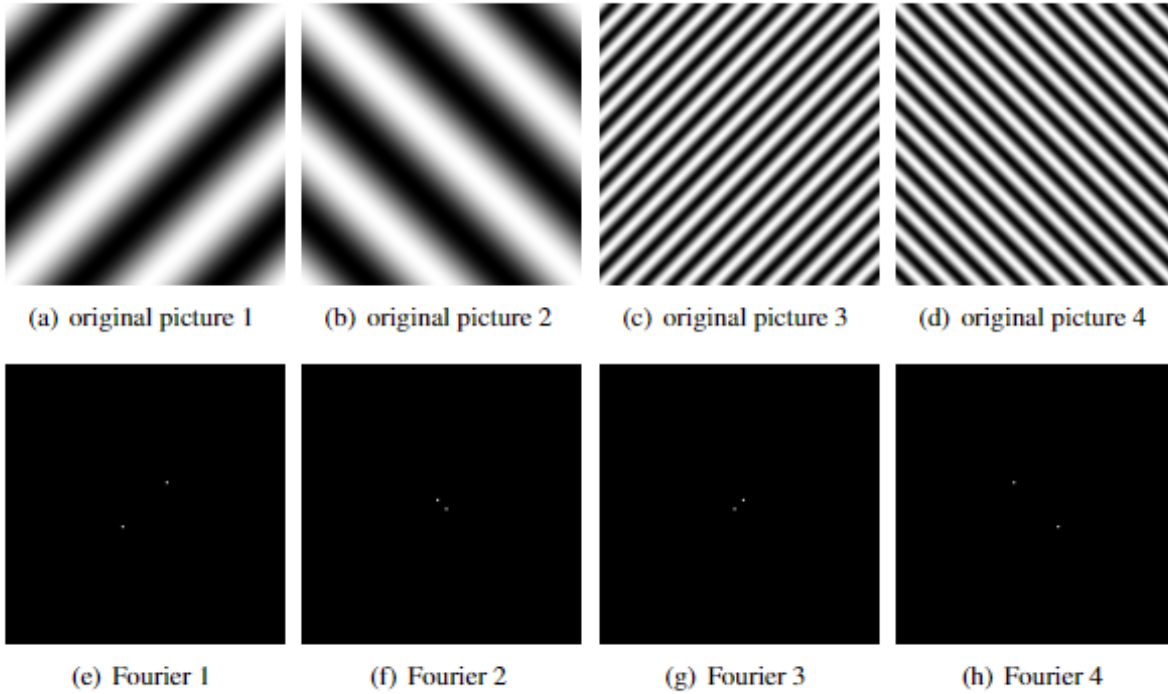 (a) original picture 1
(b) original picture 2
(c) original picture 3
(d) original picture 4
(e) Fourier 1
(f) Fourier 2
(g) Fourier 3
(h) Fourier 4